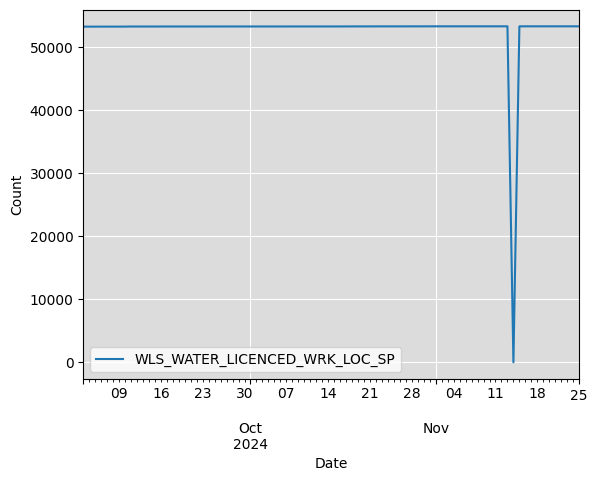 50000
40000
30000
20000
10000
0
Count
WLS_WATER_LICENCED_WRK_LOC_SP
09 16 23 30 07 14 21 28 04 11 18 25
Oct Nov
2024
Date